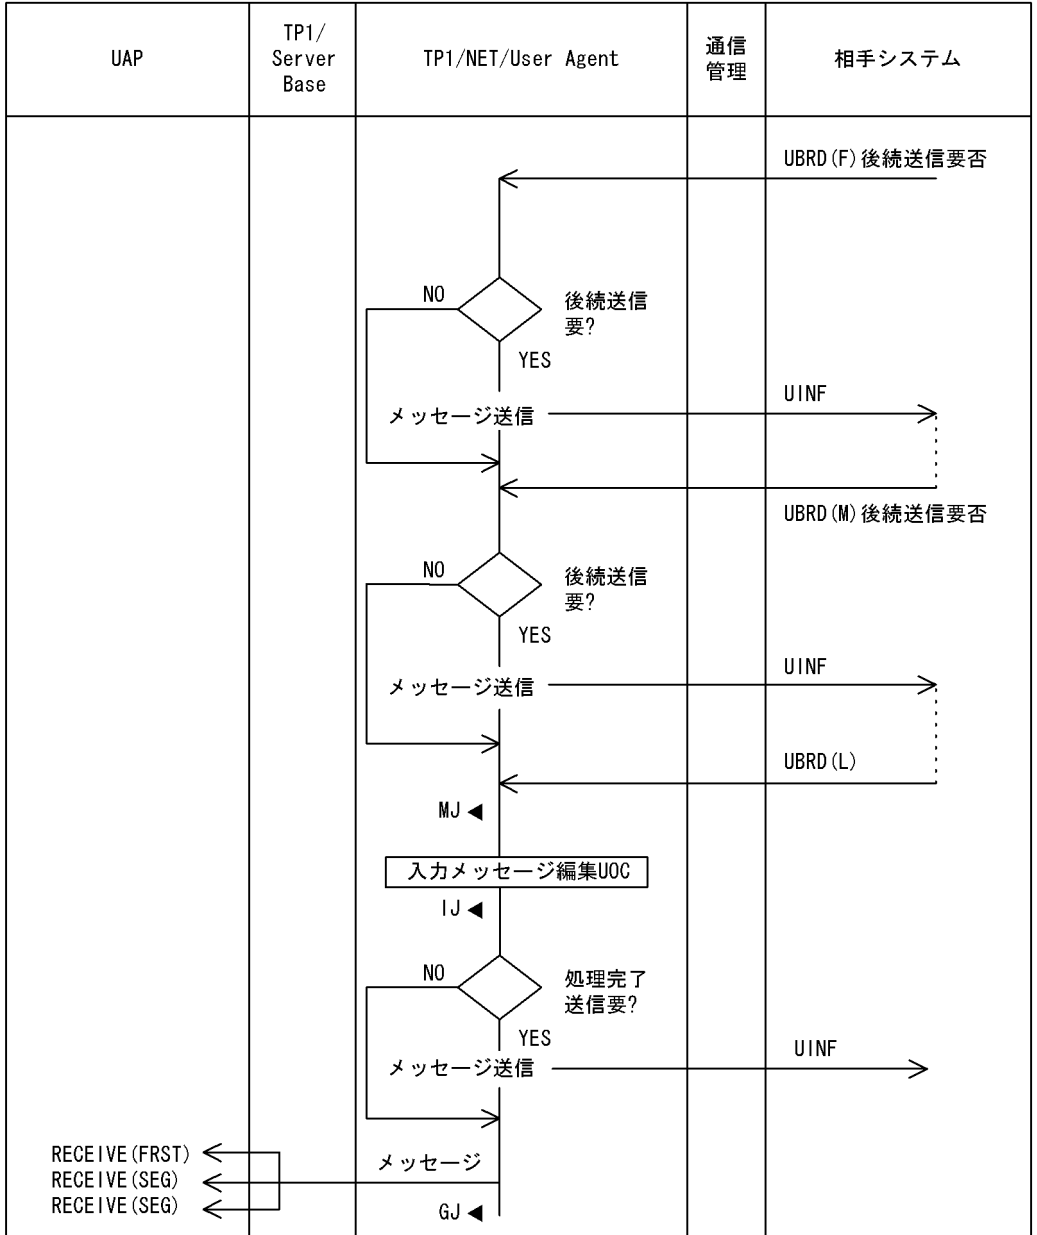 UAP
TP1/
Server
Base
TP1/NET/User Agent
通信
管理
相手システム
UBRD(F)後続送信要否
NO
後続送信
要?
YES
UINF
メッセージ送信
UBRD(M)後続送信要否
NO
後続送信
要?
YES
UINF
メッセージ送信
UBRD(L)
MJ◀
入力メッセージ編集UOC
IJ◀
NO
処理完了
送信要?
YES
UINF
メッセージ送信
RECEIVE(FRST)
メッセージ
RECEIVE(SEG)
RECEIVE(SEG)
GJ◀